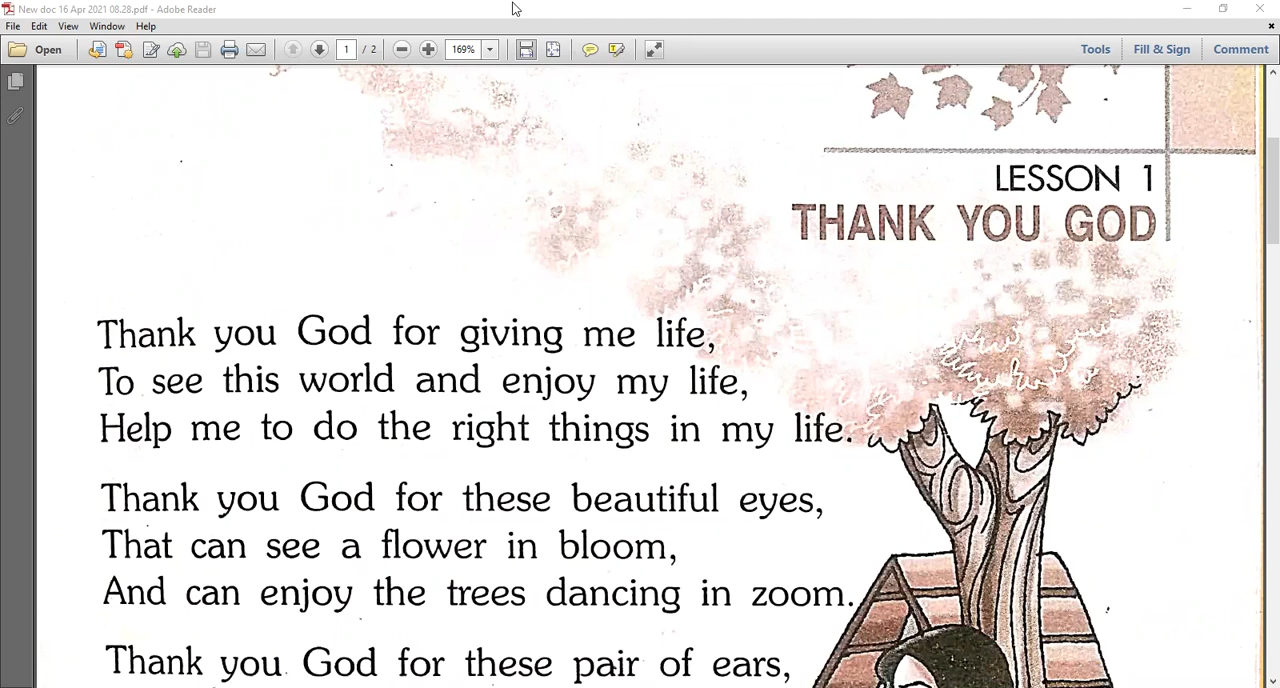 New doc 16 Apr 2021 08.28.pdf - Adobe Reader
File Edit View Window Help
Open 1 / 2 169% Tools Fill & Sign Comment
LESSON 1
THANK YOU GOD
Thank you God for giving me life,
To see this world and enjoy my life,
Help me to do the right things in my life.
Thank you God for these beautiful eyes,
That can see a flower in bloom,
And can enjoy the trees dancing in zoom.
Thank you God for these pair of ears,